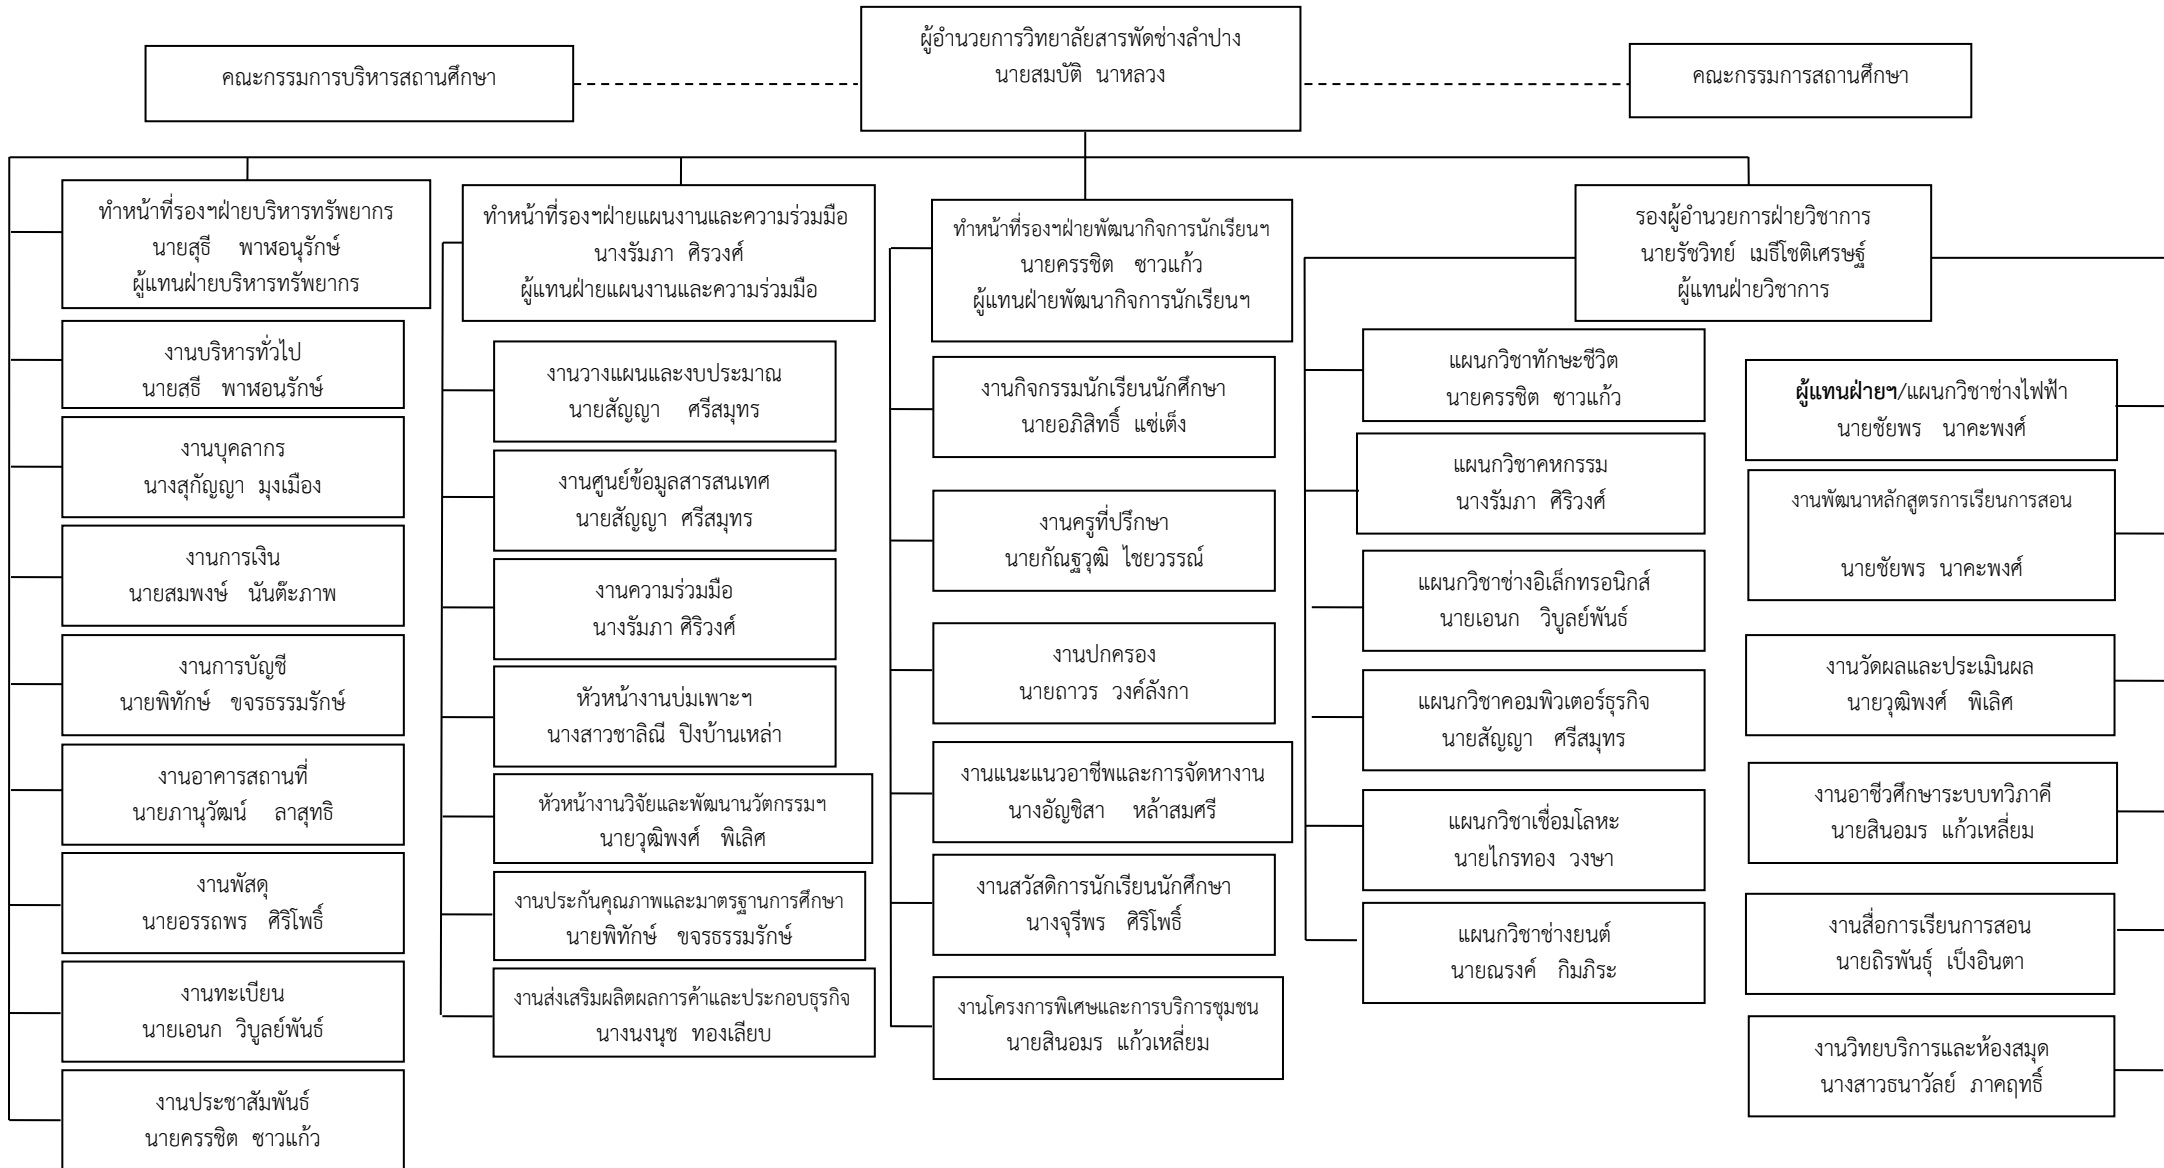 ผู้อำนวยการวิทยาลัยสารพัดช่างลำปาง
นายสมบัติ นาหลวง
คณะกรรมการบริหารสถานศึกษา
คณะกรรมการสถานศึกษา
ทำหน้าที่รองฯฝ่ายบริหารทรัพยากร
นายสุธี พาฬอนุรักษ์
ผู้แทนฝ่ายบริหารทรัพยากร
งานบริหารทั่วไป
นายสุธี พาฬอนุรักษ์
งานบุคลากร
นางสุกัญญา มุงเมือง
งานการเงิน
นายสมพงษ์ นันต๊ะภาพ
งานการบัญชี
นายพิทักษ์ ขจรธรรมรักษ์
งานอาคารสถานที่
นายภานุวัฒน์ ลาสุทธิ
งานพัสดุ
นายอรรถพร ศิริโพธิ์
งานทะเบียน
นายเอนก วิบูลย์พันธ์
งานประชาสัมพันธ์
นายครรชิต ซาวแก้ว
ทำหน้าที่รองฯฝ่ายแผนงานและความร่วมมือ
นางรัมภา ศิรวงศ์
ผู้แทนฝ่ายแผนงานและความร่วมมือ
งานวางแผนและงบประมาณ
นายสัญญา ศรีสมุทร
งานศูนย์ข้อมูลสารสนเทศ
นายสัญญา ศรีสมุทร
งานความร่วมมือ
นางรัมภา ศิริวงศ์
หัวหน้างานบ่มเพาะฯ
นางสาวชาลิณี ปิงบ้านเหล่า
หัวหน้างานวิจัยและพัฒนานวัตกรรมฯ
นายวุฒิพงศ์ พิเลิศ
งานประกันคุณภาพและมาตรฐานการศึกษา
นายพิทักษ์ ขจรธรรมรักษ์
งานส่งเสริมผลิตผลการค้าและประกอบธุรกิจ
นางนงนุช ทองเลียบ
ทำหน้าที่รองฯฝ่ายพัฒนากิจการนักเรียนฯ
นายครรชิต ซาวแก้ว
ผู้แทนฝ่ายพัฒนากิจการนักเรียนฯ
งานกิจกรรมนักเรียนนักศึกษา
นายอภิสิทธิ์ แซ่เต็ง
งานครูที่ปรึกษา
นายกัณฐวุฒิ ไชยวรรณ์
งานปกครอง
นายถาวร วงค์ลังกา
งานแนะแนวอาชีพและการจัดหางาน
นางอัญชิสา หล้าสมศรี
งานสวัสดิการนักเรียนนักศึกษา
นางจุรีพร ศิริโพธิ์
งานโครงการพิเศษและการบริการชุมชน
นายสินอมร แก้วเหลี่ยม
รองผู้อำนวยการฝ่ายวิชาการ
นายรัชวิทย์ เมธีโชติเศรษฐ์
ผู้แทนฝ่ายวิชาการ
แผนกวิชาทักษะชีวิต
นายครรชิต ซาวแก้ว
แผนกวิชาคหกรรม
นางรัมภา ศิริวงศ์
แผนกวิชาช่างอิเล็กทรอนิกส์
นายเอนก วิบูลย์พันธ์
แผนกวิชาคอมพิวเตอร์ธุรกิจ
นายสัญญา ศรีสมุทร
แผนกวิชาเชื่อมโลหะ
นายไกรทอง วงษา
แผนกวิชาช่างยนต์
นายณรงค์ กิมภิระ
ผู้แทนฝ่ายฯ/แผนกวิชาช่างไฟฟ้า
นายชัยพร นาคะพงศ์
งานพัฒนาหลักสูตรการเรียนการสอน
นายชัยพร นาคะพงศ์
งานวัดผลและประเมินผล
นายวุฒิพงศ์ พิเลิศ
งานอาชีวศึกษาระบบทวิภาคี
นายสินอมร แก้วเหลี่ยม
งานสื่อการเรียนการสอน
นายถิรพันธุ์ เป็งอินตา
งานวิทยบริการและห้องสมุด
นางสาวธนาวัลย์ ภาคฤทธิ์